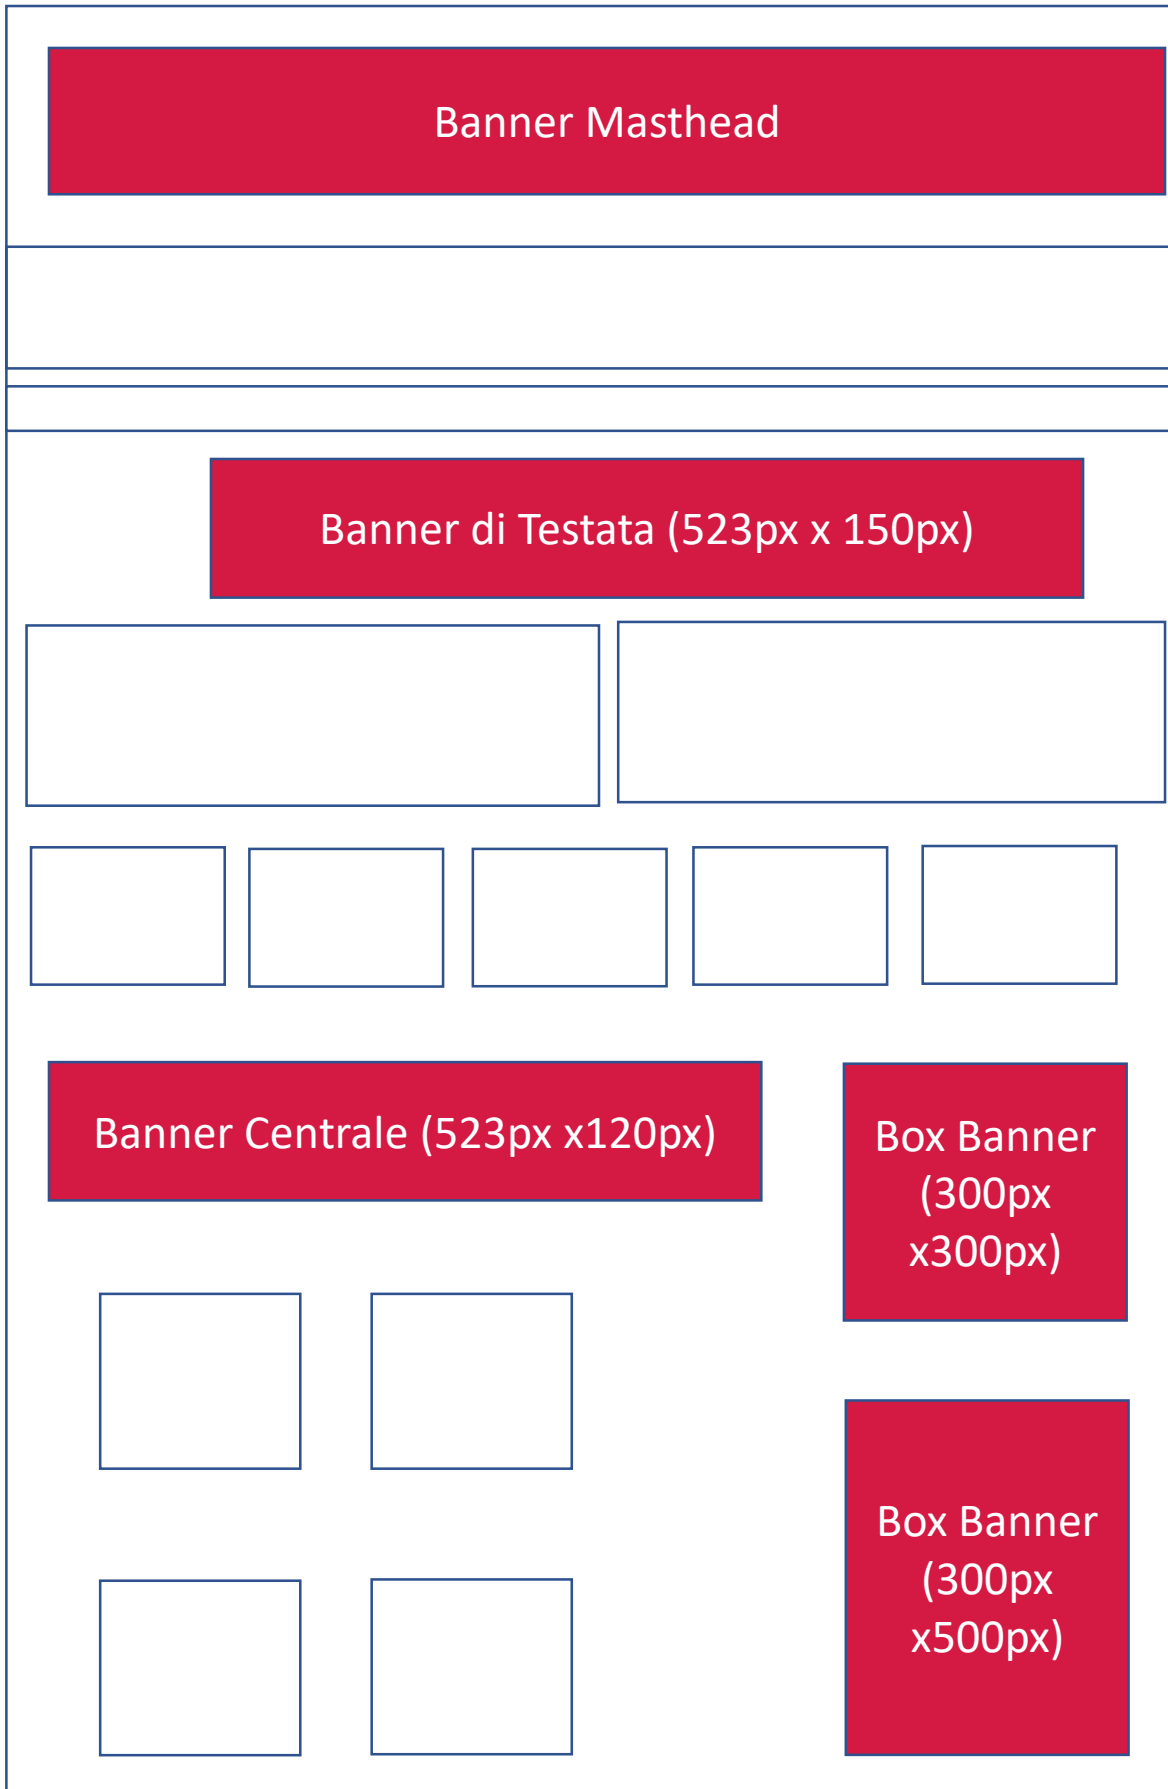 Banner Masthead
Banner di Testata (523px x 150px)
Banner Centrale (523px x120px)
Box Banner
(300px
x300px)
Box Banner
(300px
x500px)